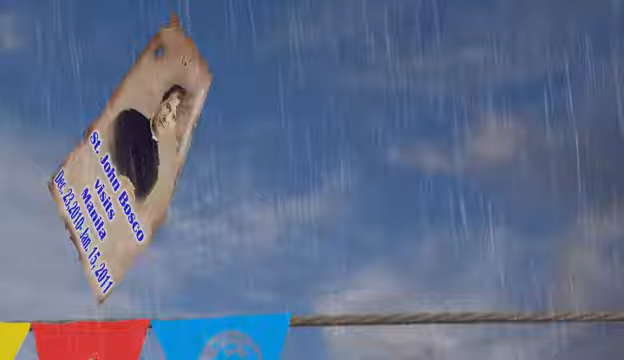 St. John Bosco
visits
Manila
Dec. 23,2010- Jan. 15, 2011